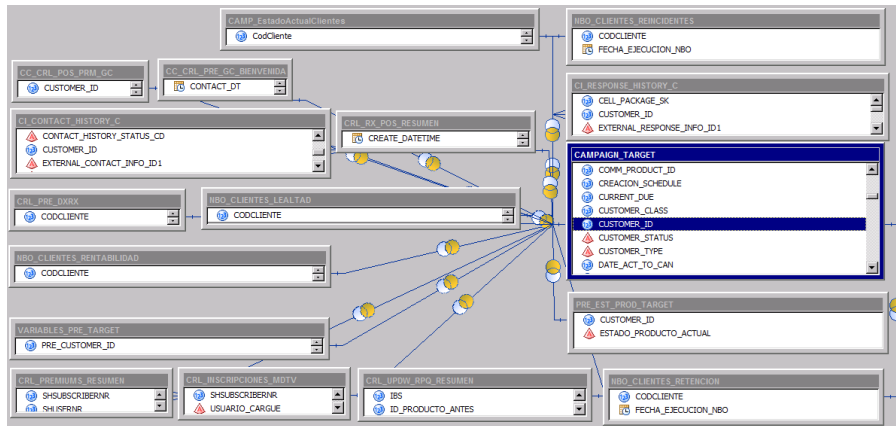 CAMP_EstadoActualClientes
CodCliente
NBO_CLIENTES_REINCIDENTES
CODCLIENTE
FECHA_EJECUCION_NBO
CC_CRL_POS_PRM_GC
CUSTOMER_ID
CC_CRL_PRE_GC_BIENVENIDA
CONTACT_DT
CI_RESPONSE_HISTORY_C
CELL_PACKAGE_SK
CUSTOMER_ID
EXTERNAL_RESPONSE_INFO_ID1
CI_CONTACT_HISTORY_C
CONTACT_HISTORY_STATUS_CD
CUSTOMER_ID
EXTERNAL_CONTACT_INFO_ID1
CRL_RX_POS_RESUMEN
CREATE_DATETIME
CAMPAIGN_TARGET
COMM_PRODUCT_ID
CREACION_SCHEDULE
CURRENT_DUE
CUSTOMER_CLASS
CUSTOMER_ID
CUSTOMER_STATUS
CUSTOMER_TYPE
DATE_ACT_TO_CAN
CRL_PRE_DXRX
CODCLIENTE
NBO_CLIENTES_LEALTAD
CODCLIENTE
NBO_CLIENTES_RENTABILIDAD
CODCLIENTE
PRE_EST_PROD_TARGET
CUSTOMER_ID
ESTADO_PRODUCTO_ACTUAL
VARIABLES_PRE_TARGET
PRE_CUSTOMER_ID
CRL_PREMIUMS_RESUMEN
SHSUBSCRIBERNR
SHUSERNR
CRL_INSCRIPCIONES_MDTV
SHSUBSCRIBERNR
USUARIO_CARGUE
CRL_UPDW_RPQ_RESUMEN
IBS
ID_PRODUCTO_ANTES
NBO_CLIENTES_RETENCION
CODCLIENTE
FECHA_EJECUCION_NBO